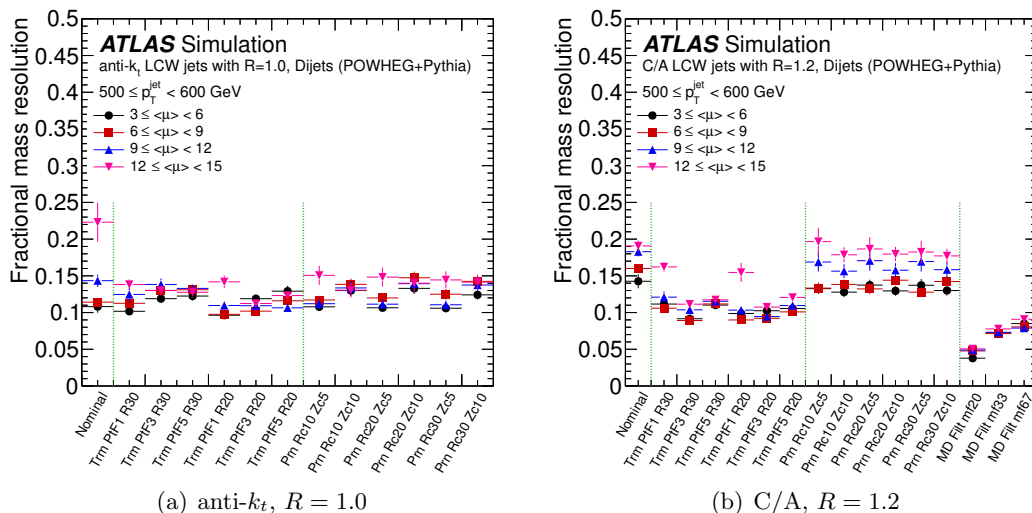 ATLAS Simulation
anti-kt LCW jets with R=1.0, Dijets (POWHEG+Pythia)
500 ≤ pT^jet < 600 GeV
3 ≤ <μ> < 6
6 ≤ <μ> < 9
9 ≤ <μ> < 12
12 ≤ <μ> < 15
Fractional mass resolution
0.5
0.45
0.4
0.35
0.3
0.25
0.2
0.15
0.1
0.05
0
Nominal
Trm PtF1 R30
Trm PtF3 R30
Trm PtF5 R30
Trm PtF1 R20
Trm PtF3 R20
Trm PtF5 R20
Prn Rc10 Zc5
Prn Rc10 Zc10
Prn Rc20 Zc5
Prn Rc20 Zc10
Prn Rc30 Zc5
Prn Rc30 Zc10
(a) anti-kt, R = 1.0
ATLAS Simulation
C/A LCW jets with R=1.2, Dijets (POWHEG+Pythia)
500 ≤ pT^jet < 600 GeV
3 ≤ <μ> < 6
6 ≤ <μ> < 9
9 ≤ <μ> < 12
12 ≤ <μ> < 15
Fractional mass resolution
0.5
0.45
0.4
0.35
0.3
0.25
0.2
0.15
0.1
0.05
0
Nominal
Trm PtF1 R30
Trm PtF3 R30
Trm PtF5 R30
Trm PtF1 R20
Trm PtF3 R20
Trm PtF5 R20
Prn Rc10 Zc5
Prn Rc10 Zc10
Prn Rc20 Zc5
Prn Rc20 Zc10
Prn Rc30 Zc5
Prn Rc30 Zc10
MD Filt mf20
MD Filt mf33
MD Filt mf67
(b) C/A, R = 1.2